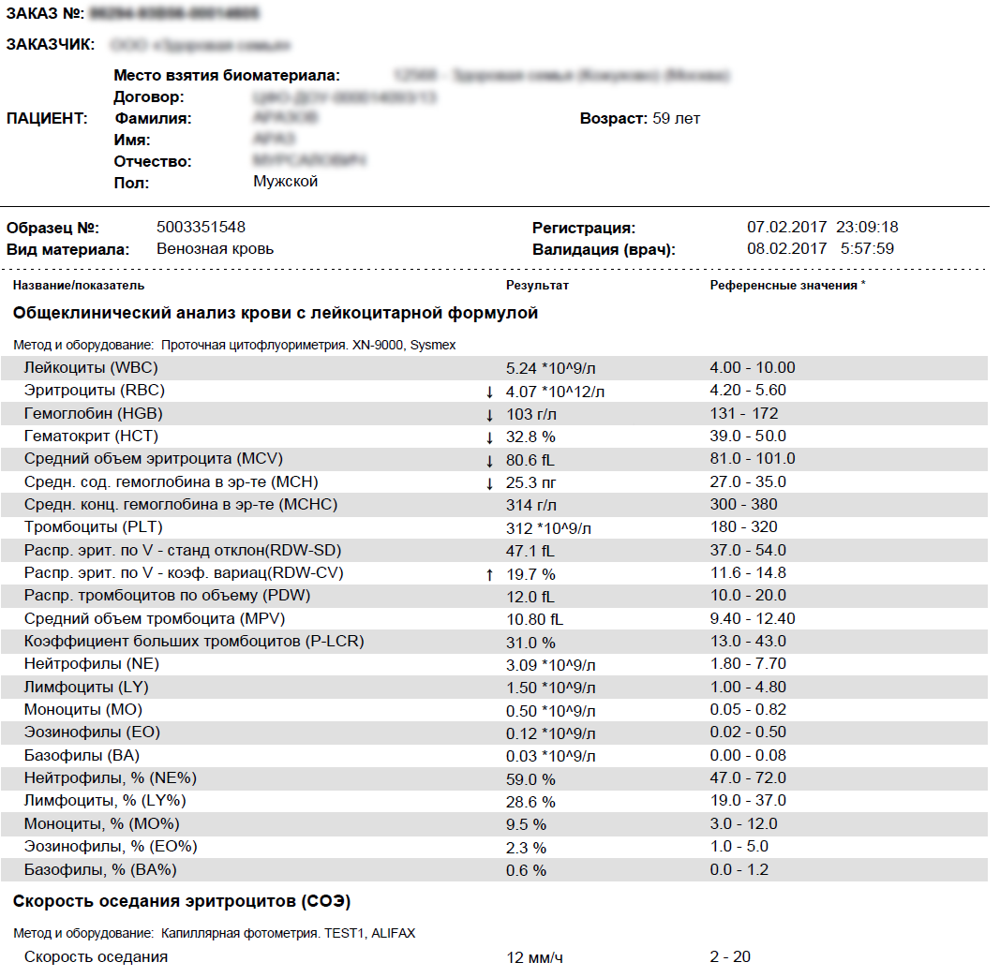 ЗАКАЗ №:
ЗАКАЗЧИК:
Место взятия биоматериала:
Договор:
ПАЦИЕНТ: Фамилия: Возраст: 59 лет
Имя:
Отчество:
Пол: Мужской
Образец №: 5003351548 Регистрация: 07.02.2017 23:09:18
Вид материала: Венозная кровь Валидация (врач): 08.02.2017 5:57:59
Название/показатель Результат Референсные значения *
Общеклинический анализ крови с лейкоцитарной формулой
Метод и оборудование: Проточная цитофлуориметрия. XN-9000, Sysmex
Лейкоциты (WBC) 5.24 *10^9/л 4.00 - 10.00
Эритроциты (RBC) ↓ 4.07 *10^12/л 4.20 - 5.60
Гемоглобин (HGB) ↓ 103 г/л 131 - 172
Гематокрит (HCT) ↓ 32.8 % 39.0 - 50.0
Средний объем эритроцита (MCV) ↓ 80.6 fL 81.0 - 101.0
Средн. сод. гемоглобина в эр-те (MCH) ↓ 25.3 пг 27.0 - 35.0
Средн. конц. гемоглобина в эр-те (MCHC) 314 г/л 300 - 380
Тромбоциты (PLT) 312 *10^9/л 180 - 320
Распр. эрит. по V - станд отклон(RDW-SD) 47.1 fL 37.0 - 54.0
Распр. эрит. по V - коэф. вариац(RDW-CV) ↑ 19.7 % 11.6 - 14.8
Распр. тромбоцитов по объему (PDW) 12.0 fL 10.0 - 20.0
Средний объем тромбоцита (MPV) 10.80 fL 9.40 - 12.40
Коэффициент больших тромбоцитов (P-LCR) 31.0 % 13.0 - 43.0
Нейтрофилы (NE) 3.09 *10^9/л 1.80 - 7.70
Лимфоциты (LY) 1.50 *10^9/л 1.00 - 4.80
Моноциты (MO) 0.50 *10^9/л 0.05 - 0.82
Эозинофилы (EO) 0.12 *10^9/л 0.02 - 0.50
Базофилы (BA) 0.03 *10^9/л 0.00 - 0.08
Нейтрофилы, % (NE%) 59.0 % 47.0 - 72.0
Лимфоциты, % (LY%) 28.6 % 19.0 - 37.0
Моноциты, % (MO%) 9.5 % 3.0 - 12.0
Эозинофилы, % (EO%) 2.3 % 1.0 - 5.0
Базофилы, % (BA%) 0.6 % 0.0 - 1.2
Скорость оседания эритроцитов (СОЭ)
Метод и оборудование: Капиллярная фотометрия. TEST1, ALIFAX
Скорость оседания 12 мм/ч 2 - 20